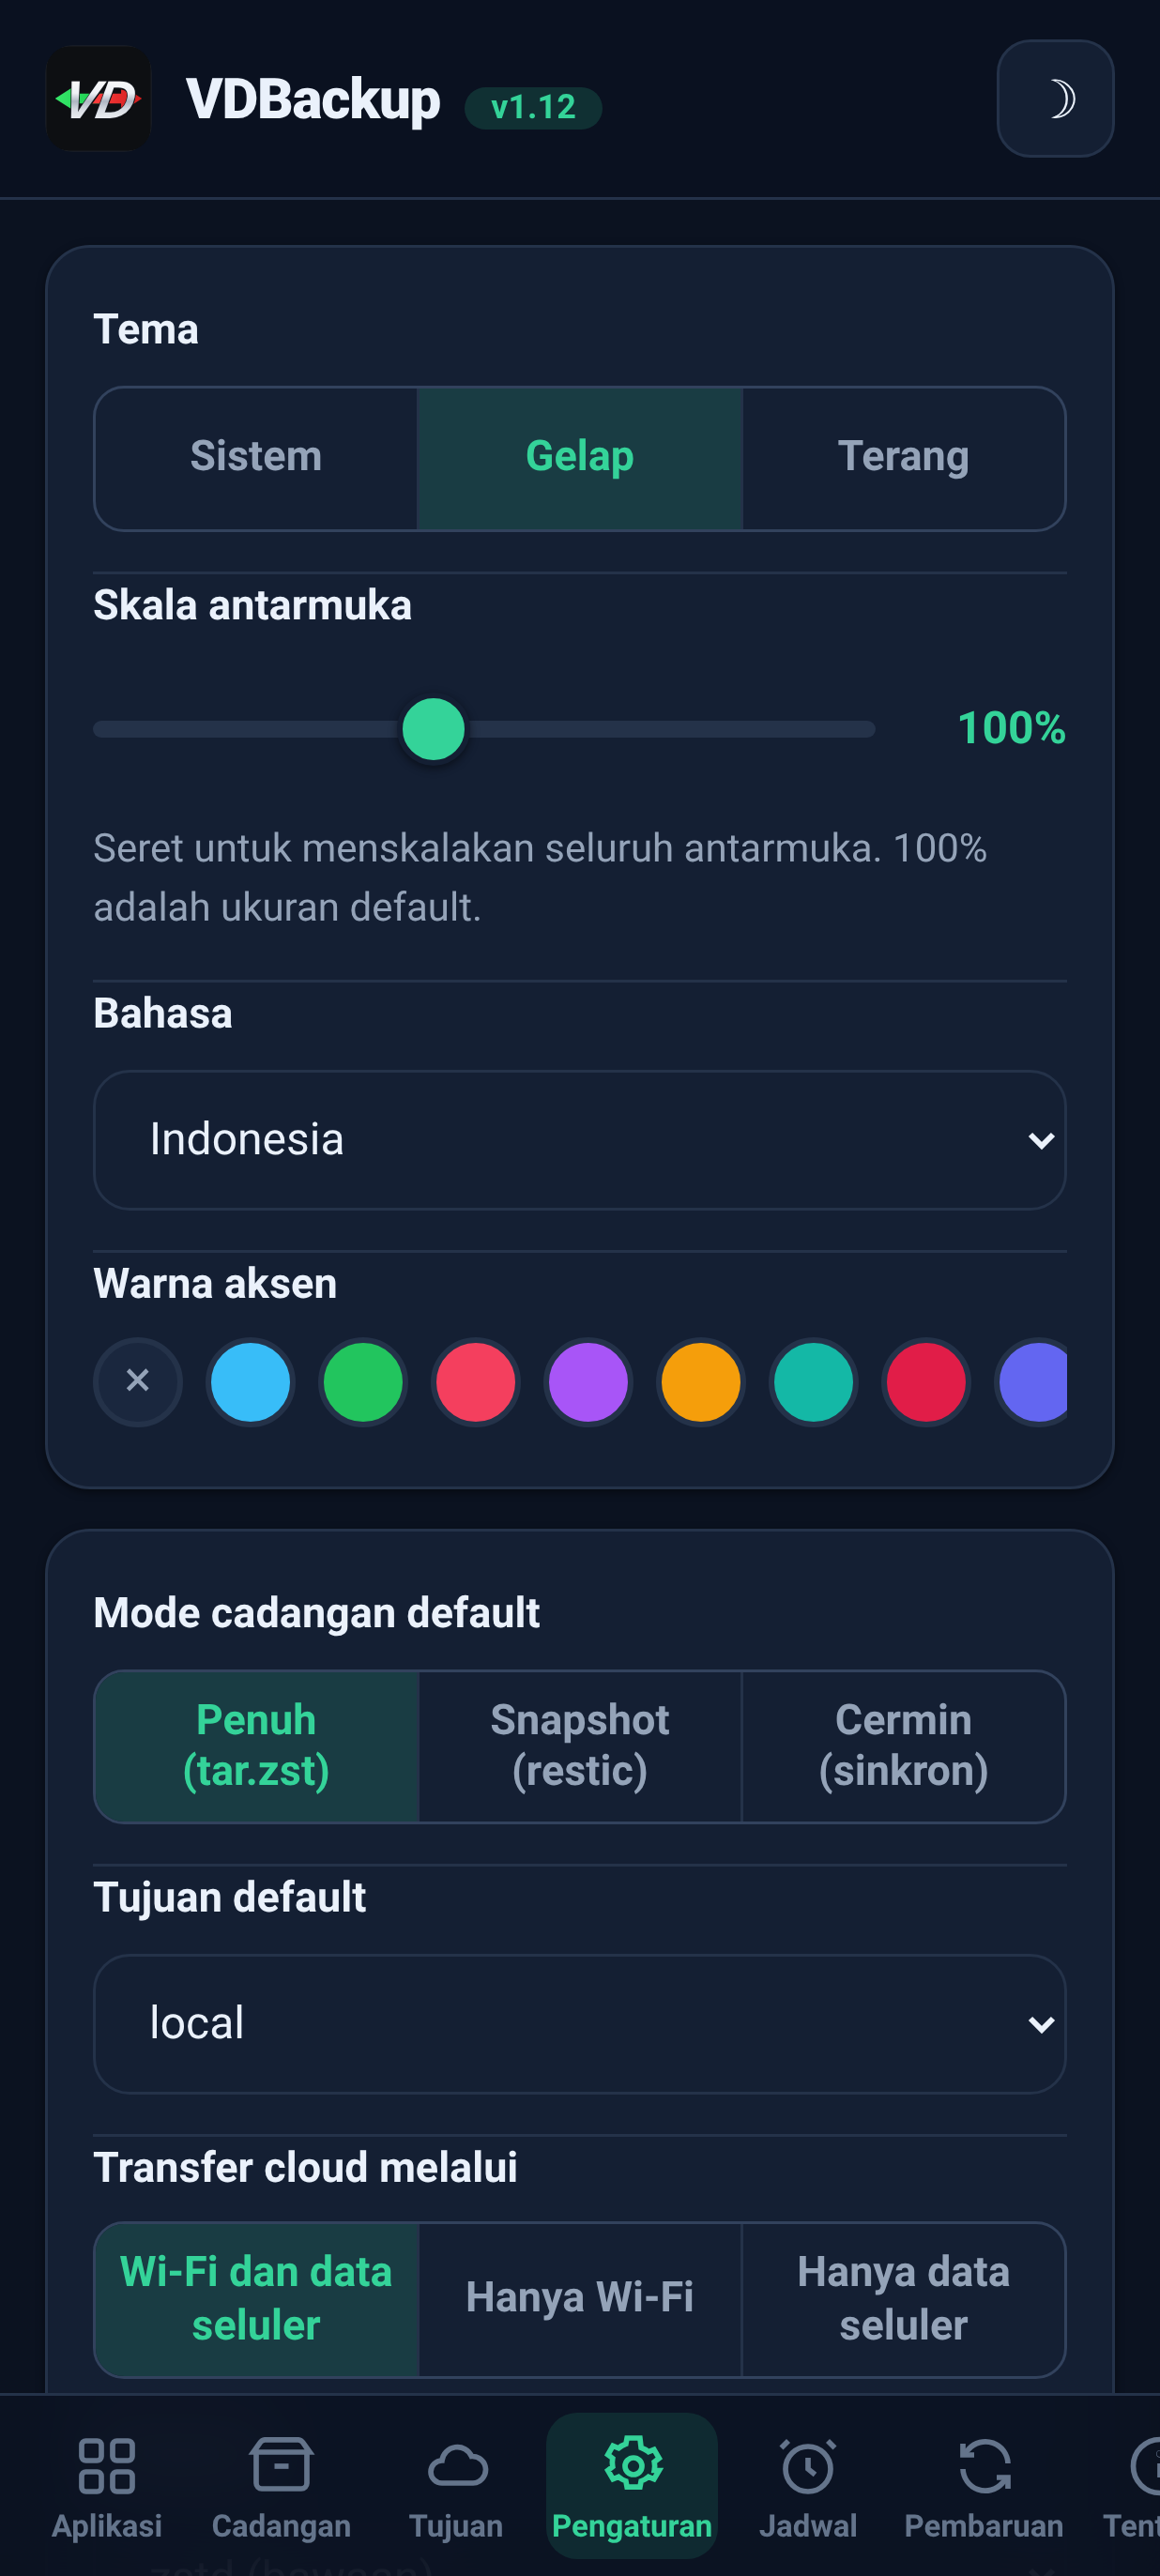 VD
VDBackup v1.12
Tema
Sistem Gelap Terang
Skala antarmuka
100%
Seret untuk menskalakan seluruh antarmuka. 100%
adalah ukuran default.
Bahasa
Indonesia
Warna aksen
Mode cadangan default
Penuh
(tar.zst)
Snapshot
(restic)
Cermin
(sinkron)
Tujuan default
local
Transfer cloud melalui
Wi-Fi dan data
seluler
Hanya Wi-Fi
Hanya data
seluler
Aplikasi Cadangan Tujuan Pengaturan Jadwal Pembaruan